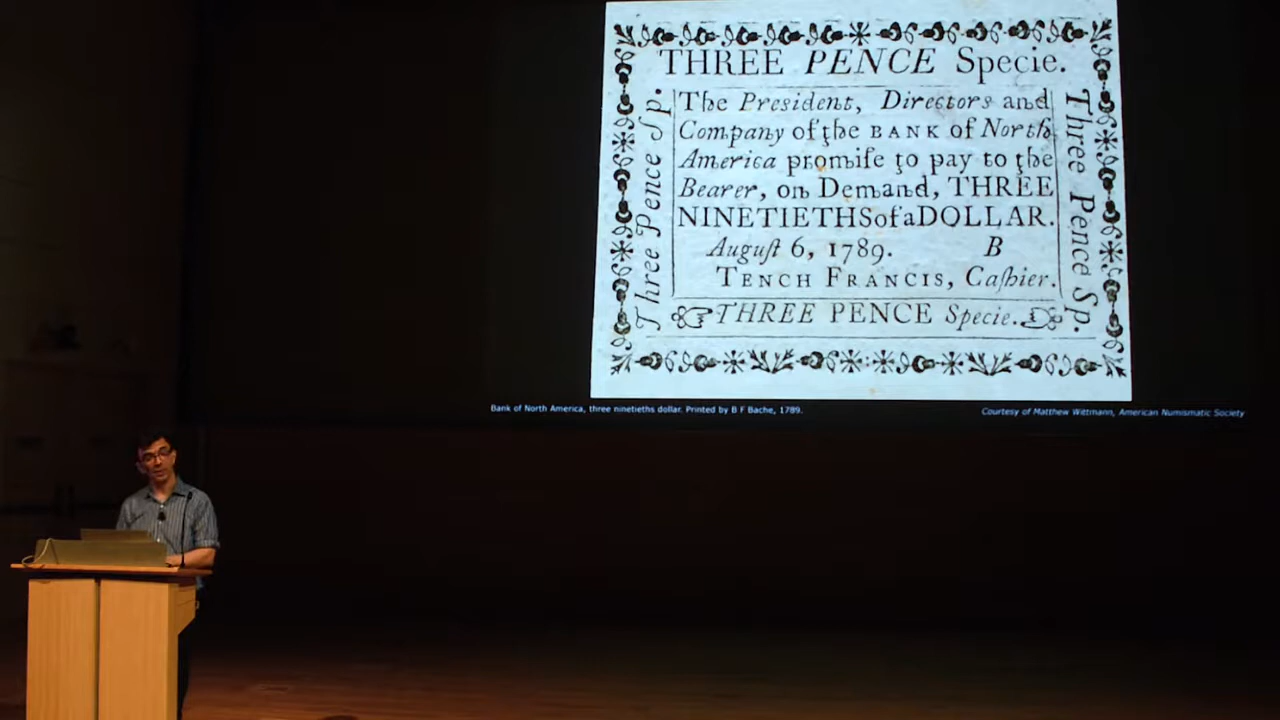 THREE PENCE Specie.
Three Pence Sp.
The President, Directors and
Company of the BANK of North
America promise to pay to the
Bearer, on Demand, THREE
NINETIETHS of a DOLLAR.
Auguſt 6, 1789. B
TENCH FRANCIS, Caſhier.
Three Pence Sp.
THREE PENCE Specie.
Bank of North America, three ninetieths dollar. Printed by B F Bache, 1789.
Courtesy of Matthew Wittmann, American Numismatic Society